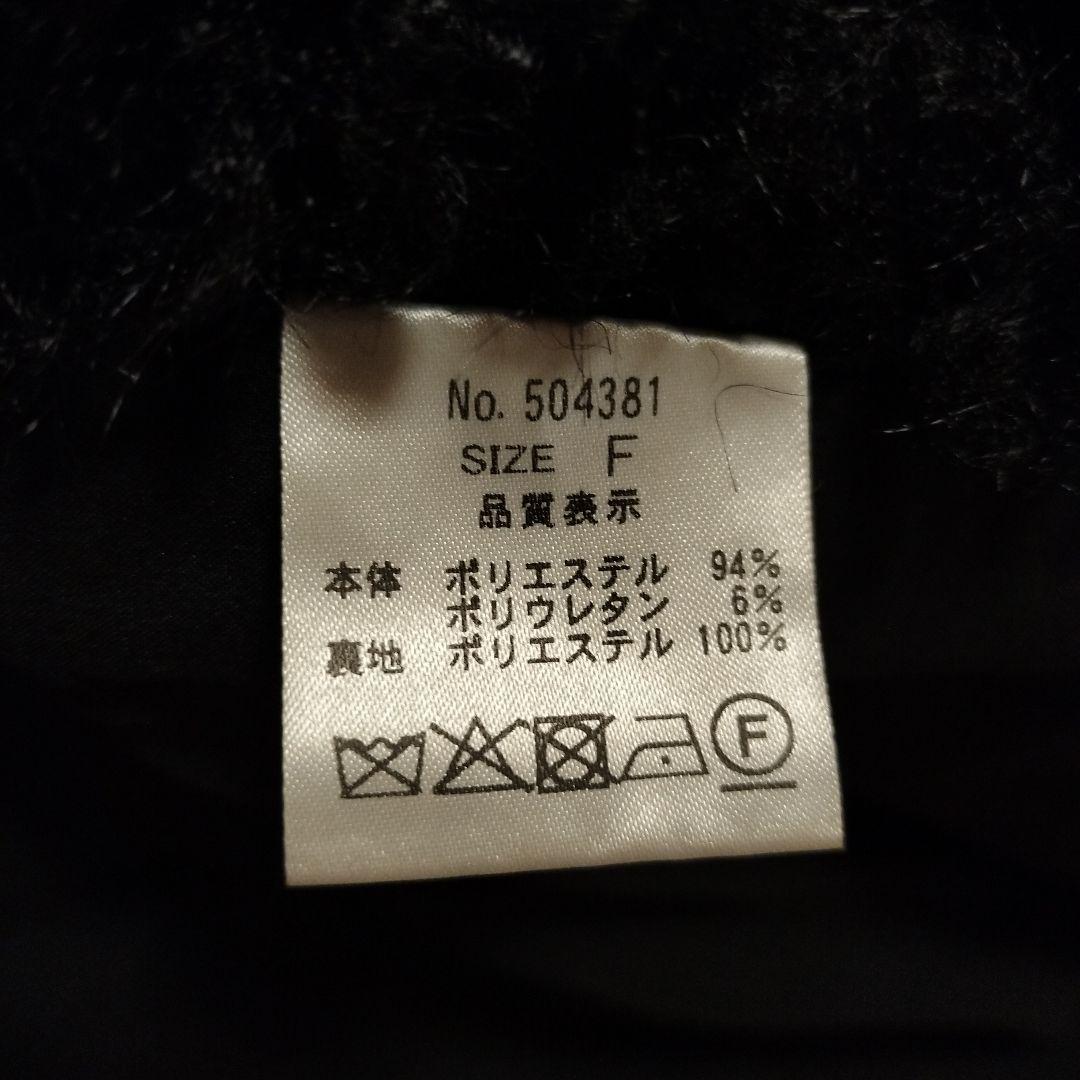 No. 504381
SIZE F
品質表示
本体 ポリエステル 94%
ポリウレタン 6%
裏地 ポリエステル 100%
F